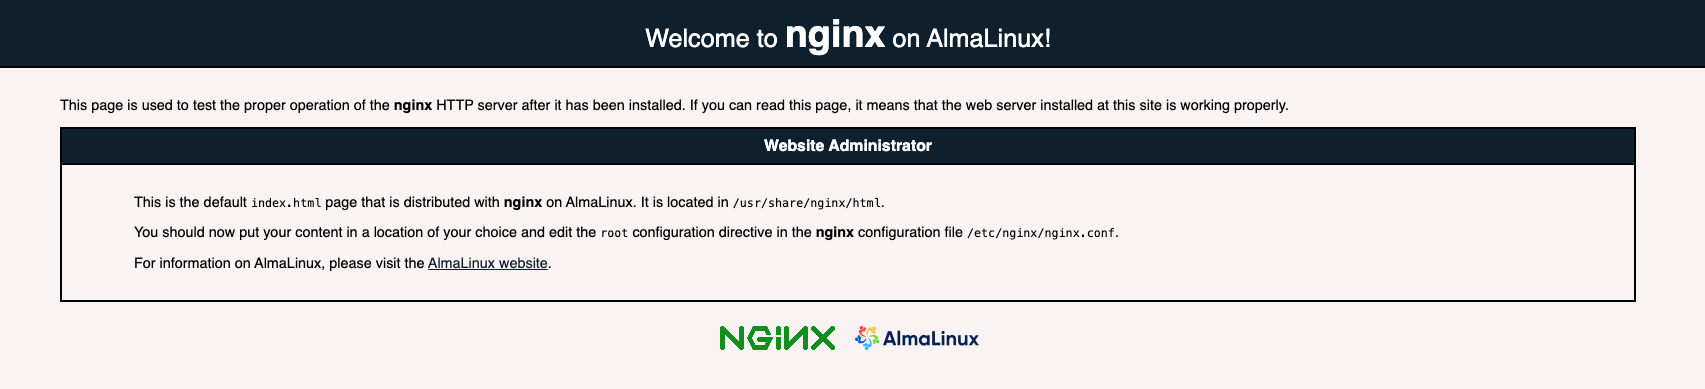 Welcome to nginx on AlmaLinux!
This page is used to test the proper operation of the nginx HTTP server after it has been installed. If you can read this page, it means that the web server installed at this site is working properly.
Website Administrator
This is the default index.html page that is distributed with nginx on AlmaLinux. It is located in /usr/share/nginx/html.
You should now put your content in a location of your choice and edit the root configuration directive in the nginx configuration file /etc/nginx/nginx.conf.
For information on AlmaLinux, please visit the AlmaLinux website.
NGINX AlmaLinux